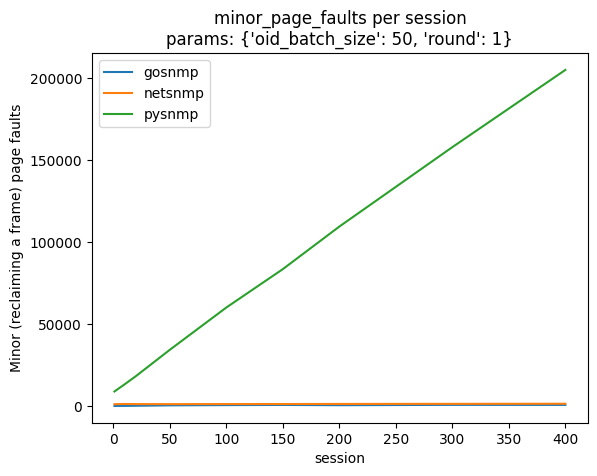 minor_page_faults per session
params: {'oid_batch_size': 50, 'round': 1}
gosnmp
netsnmp
pysnmp
Minor (reclaiming a frame) page faults
200000
150000
100000
50000
0
0 50 100 150 200 250 300 350 400
session